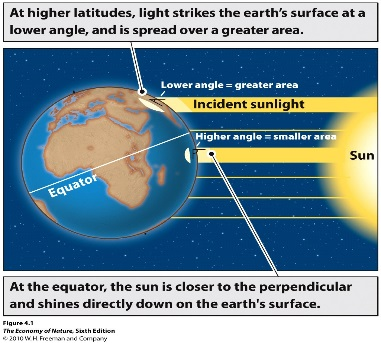 At higher latitudes, light strikes the earth's surface at a
lower angle, and is spread over a greater area.
Lower angle = greater area
Incident sunlight
Higher angle = smaller area
Sun
Equator
At the equator, the sun is closer to the perpendicular
and shines directly down on the earth's surface.
Figure 4.1
The Economy of Nature, Sixth Edition
© 2010 W. H. Freeman and Company